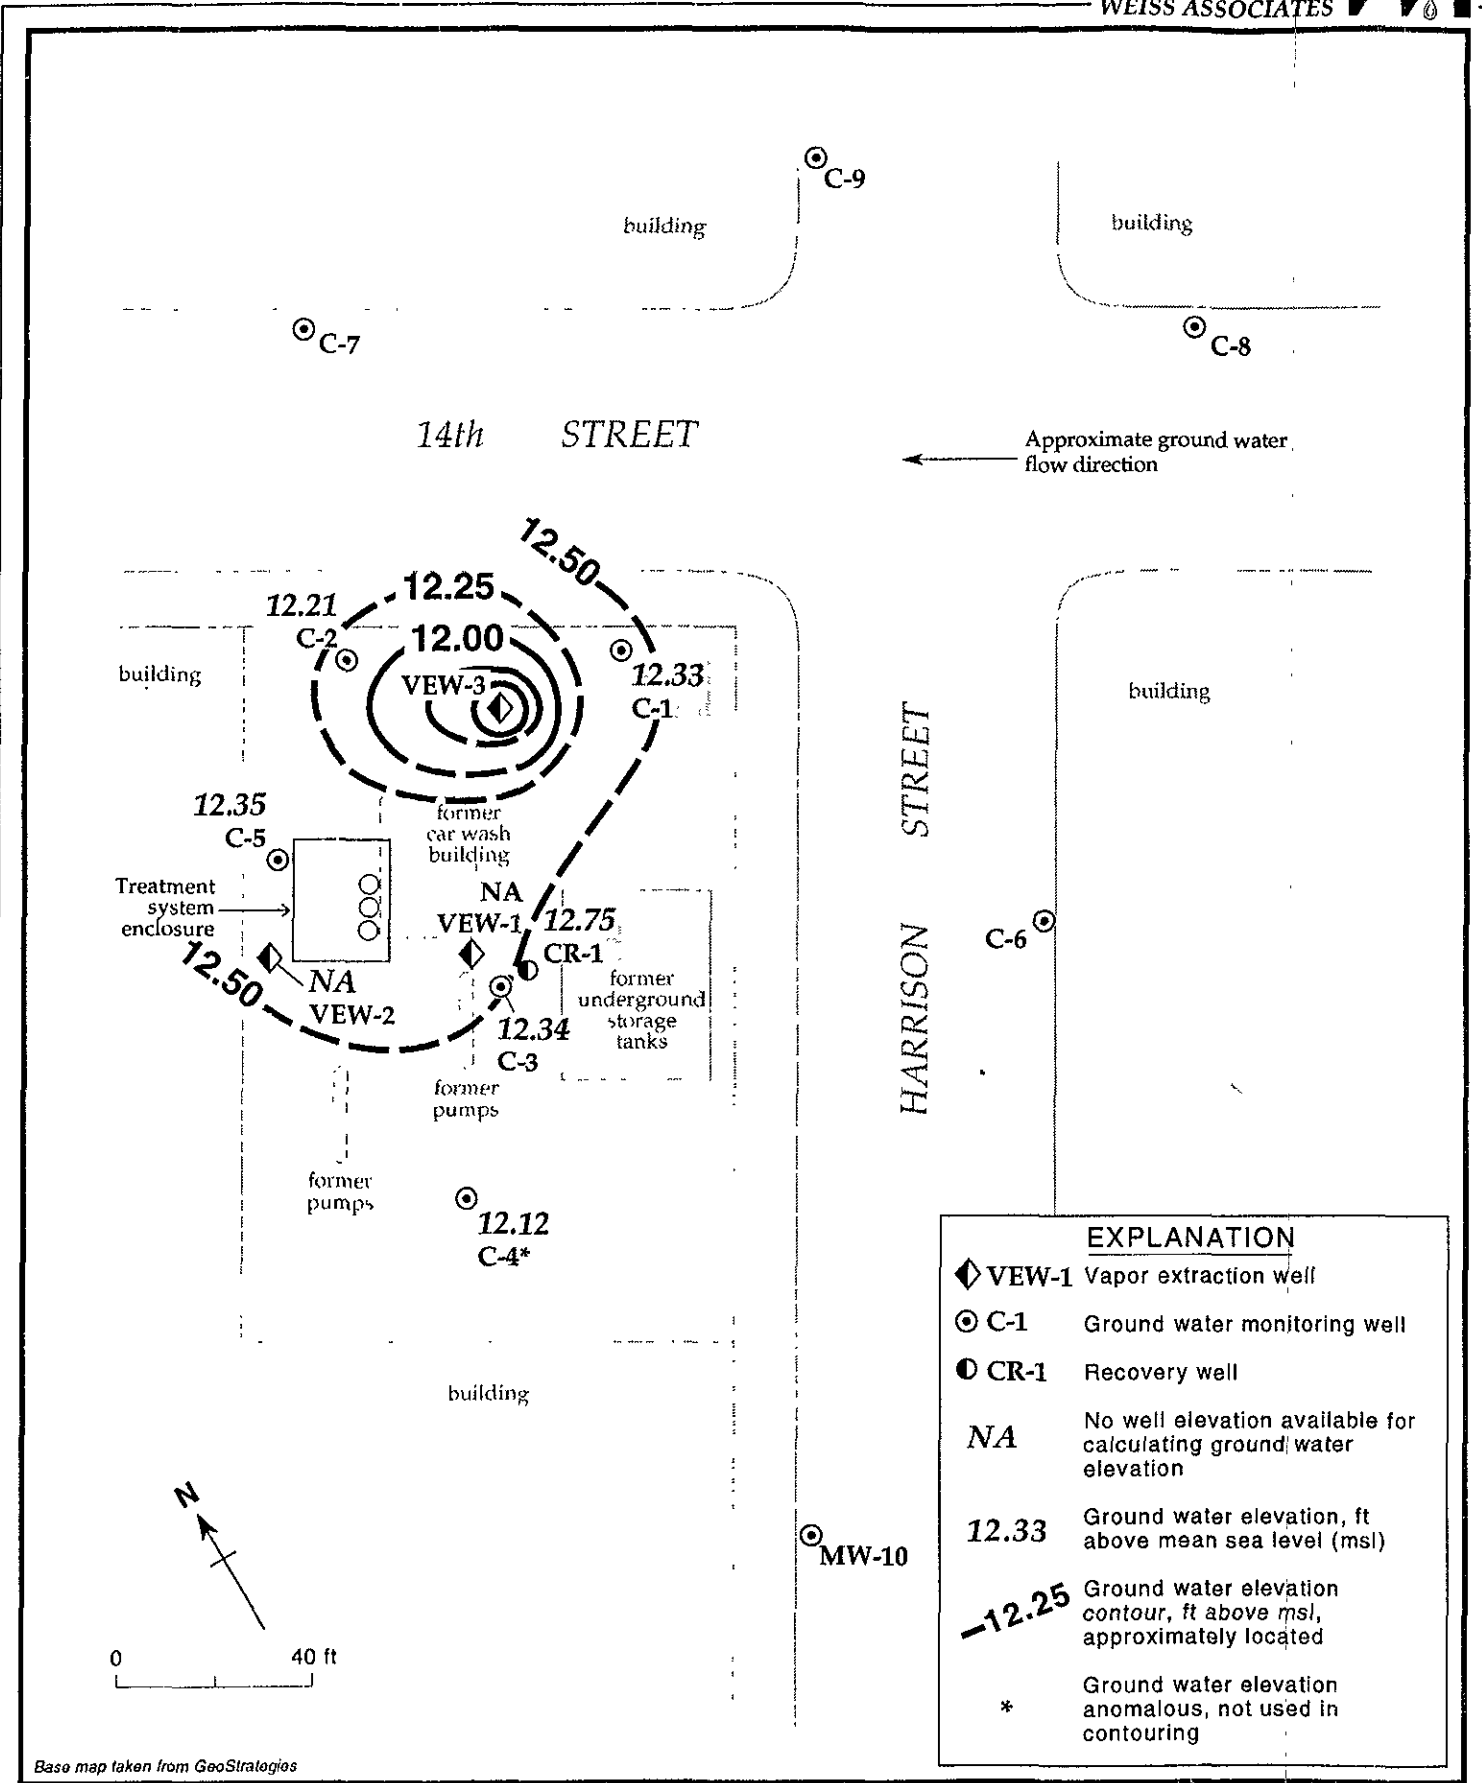 WEISS ASSOCIATES
C-9
building
building
C-7
C-8
14th STREET
Approximate ground water
flow direction
12.50
12.25
12.21
C-2
12.00
building
VEW-3
12.33
C-1
building
HARRISON STREET
12.35
C-5
former
car wash
building
Treatment
system
enclosure
NA
VEW-1
12.75
CR-1
C-6
12.50
NA
VEW-2
former
underground
storage
tanks
12.34
C-3
former
pumps
former
pumps
12.12
C-4*
building
MW-10
N
0 40 ft
EXPLANATION
VEW-1 Vapor extraction well
C-1 Ground water monitoring well
CR-1 Recovery well
NA No well elevation available for
calculating ground water
elevation
12.33 Ground water elevation, ft
above mean sea level (msl)
12.25 Ground water elevation
contour, ft above msl,
approximately located
* Ground water elevation
anomalous, not used in
contouring
Base map taken from GeoStrategies